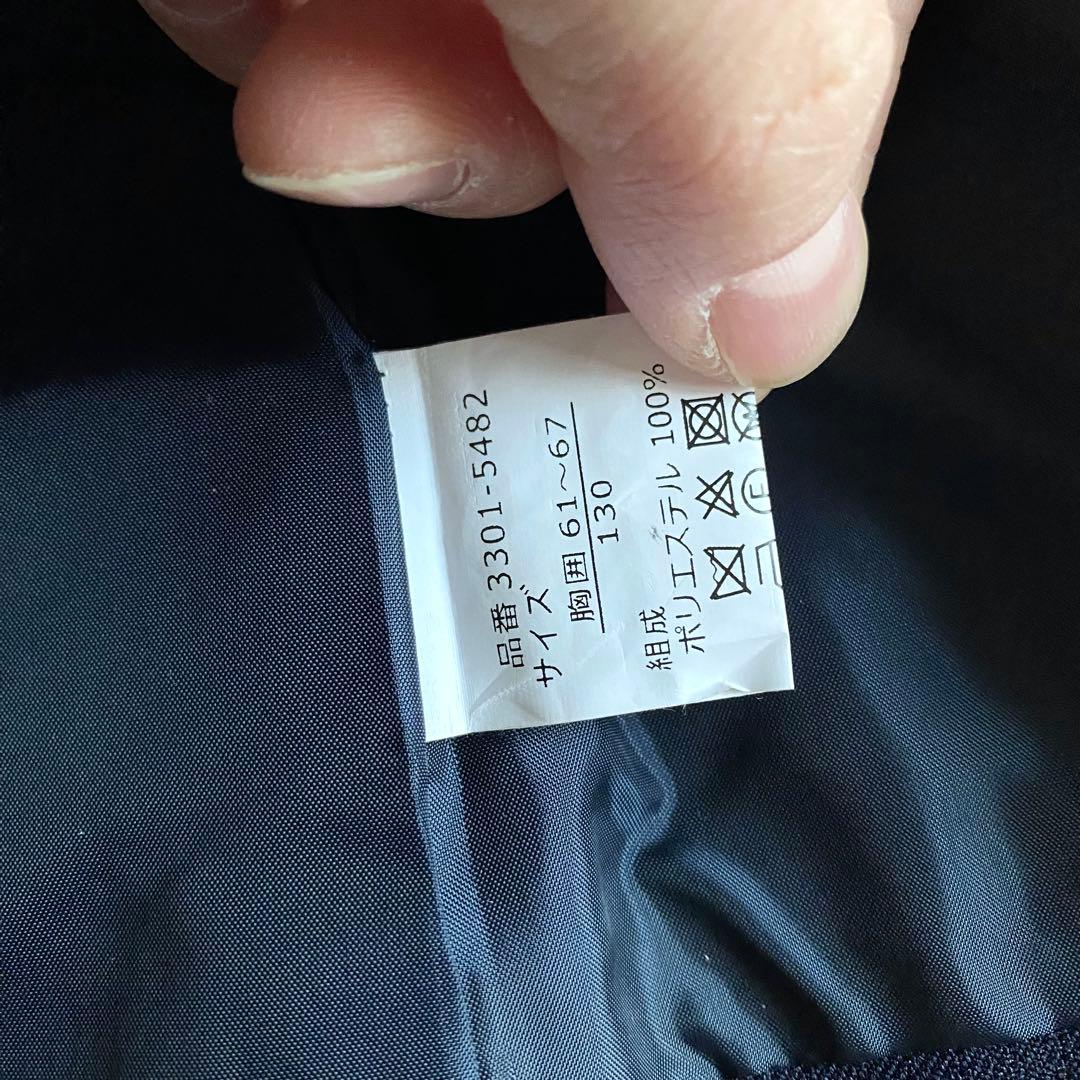 品番 3301-5482
サイズ
胸囲 61～67
130
組成
ポリエステル 100%